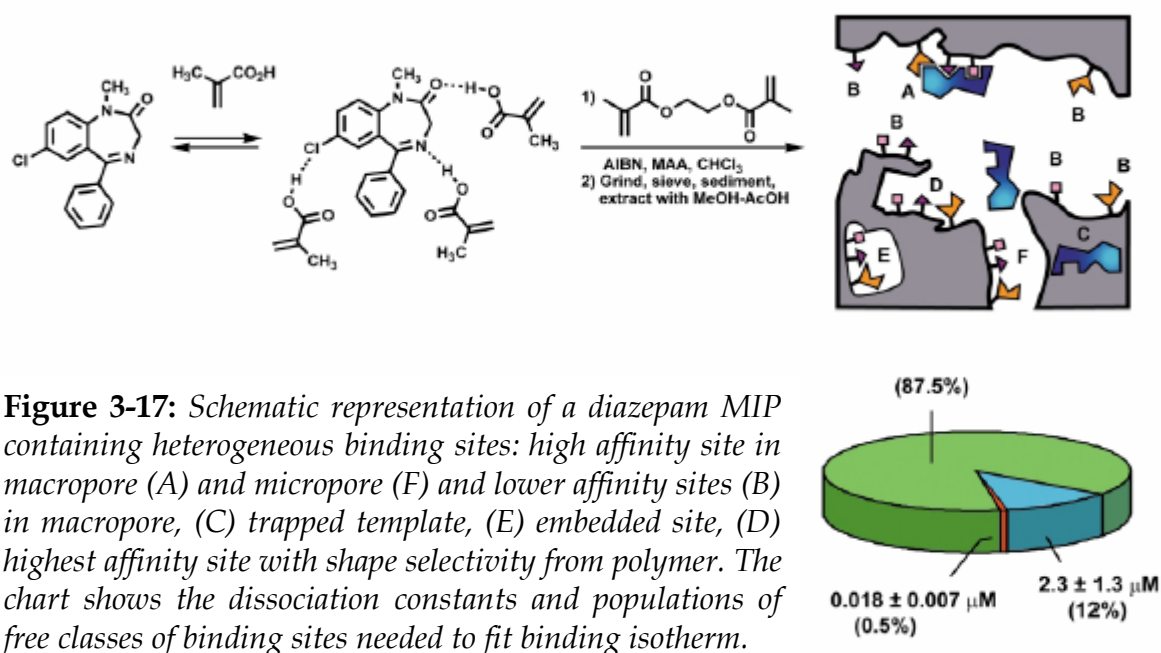 H₃C CO₂H
CH₃
N
O
Cl
N
CH₃
N
O
H
O
O
CH₃
Cl
N
H
O
O
CH₃
H
O
O
H₃C
1)
O
O
O
O
AIBN, MAA, CHCl₃
2) Grind, sieve, sediment,
extract with MeOH-AcOH
B
A
B
B
D
B
B
E
F
C
Figure 3-17: Schematic representation of a diazepam MIP
containing heterogeneous binding sites: high affinity site in
macropore (A) and micropore (F) and lower affinity sites (B)
in macropore, (C) trapped template, (E) embedded site, (D)
highest affinity site with shape selectivity from polymer. The
chart shows the dissociation constants and populations of
free classes of binding sites needed to fit binding isotherm.
(87.5%)
0.018 ± 0.007 µM
(0.5%)
2.3 ± 1.3 µM
(12%)